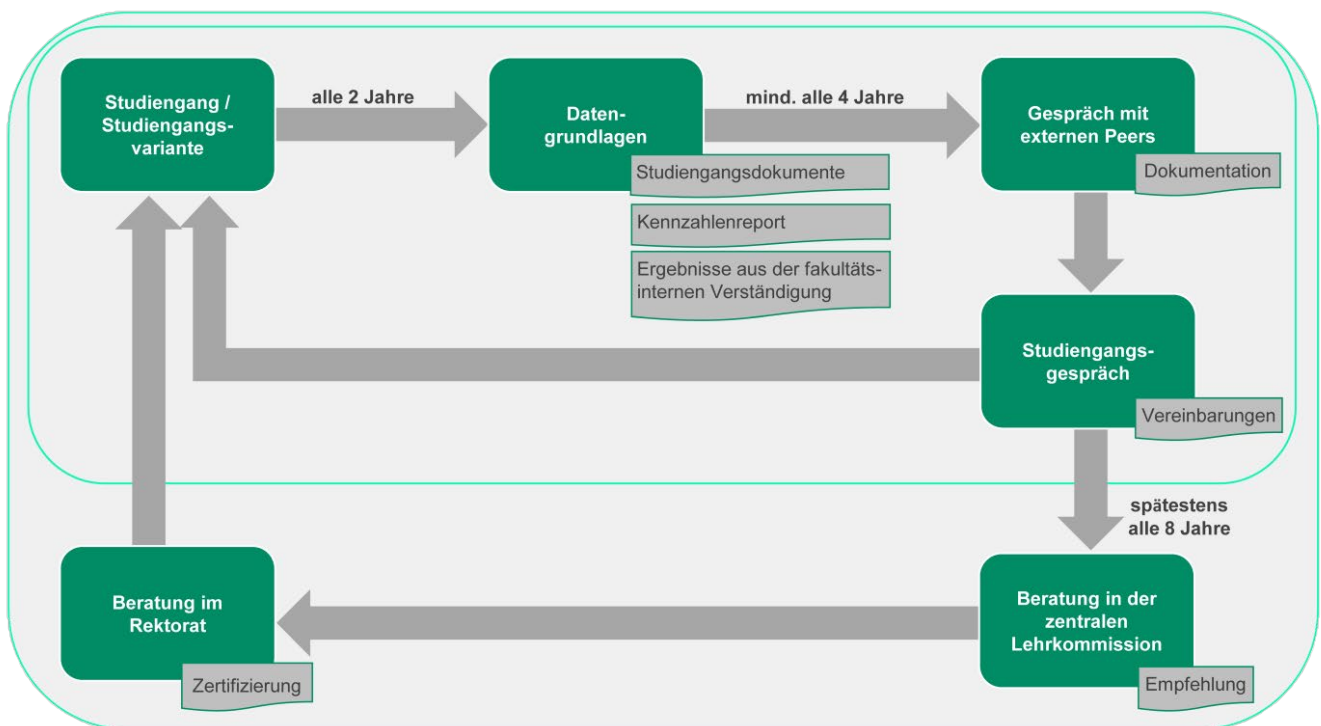 Studiengang /
Studiengangs-
variante
alle 2 Jahre
Daten-
grundlagen
Studiengangsdokumente
Kennzahlenreport
Ergebnisse aus der fakultäts-
internen Verständigung
mind. alle 4 Jahre
Gespräch mit
externen Peers
Dokumentation
Studiengangs-
gespräch
Vereinbarungen
spätestens
alle 8 Jahre
Beratung in der
zentralen
Lehrkommission
Empfehlung
Beratung im
Rektorat
Zertifizierung